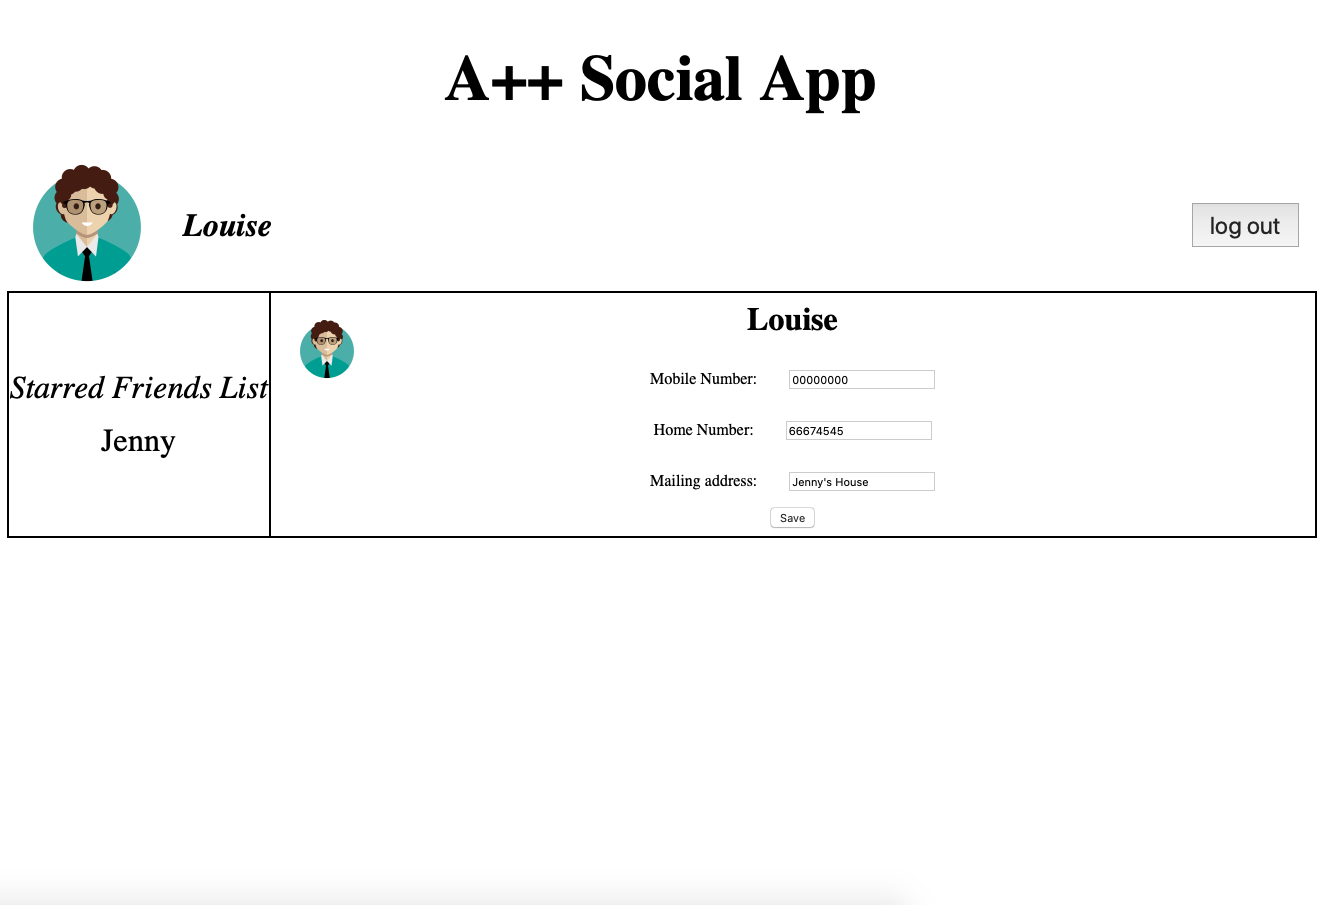 A++ Social App
Louise
log out
Starred Friends List
Jenny
Louise
Mobile Number: 00000000
Home Number: 66674545
Mailing address: Jenny's House
Save